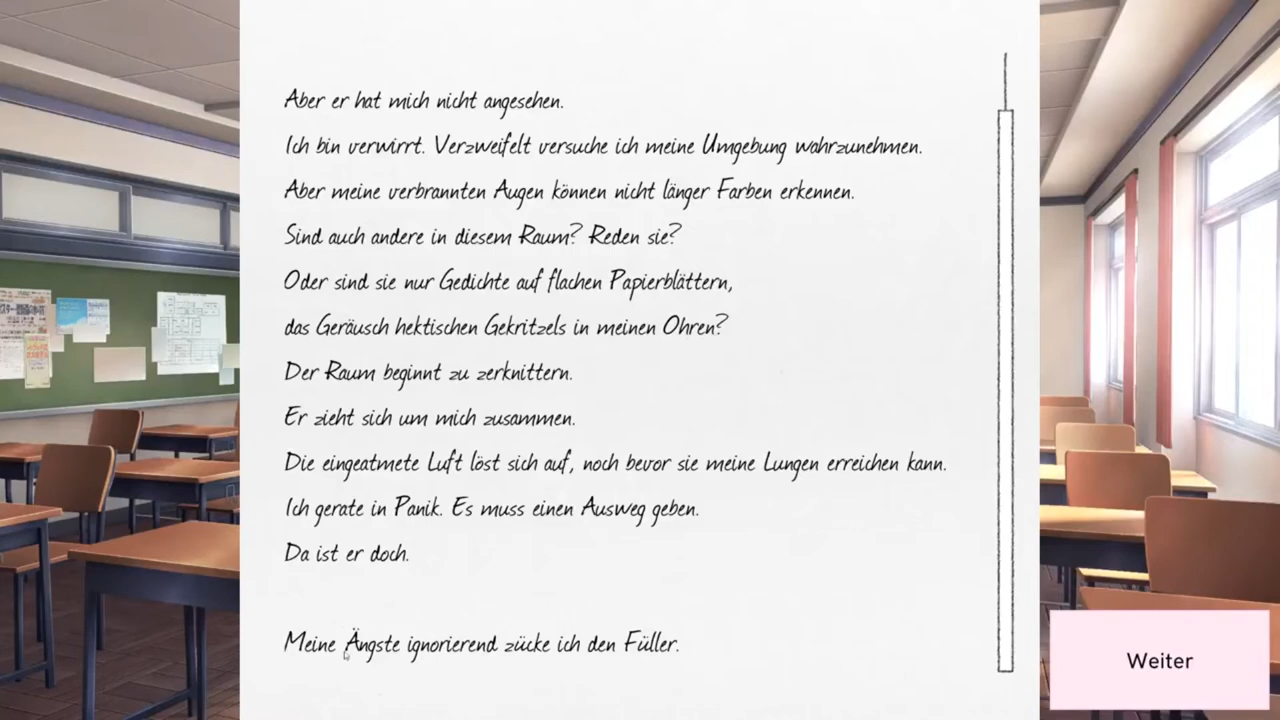 Aber er hat mich nicht angesehen.
Ich bin verwirrt. Verzweifelt versuche ich meine Umgebung wahrzunehmen.
Aber meine verbrannten Augen können nicht länger Farben erkennen.
Sind auch andere in diesem Raum? Reden sie?
Oder sind sie nur Gedichte auf flachen Papierblättern,
das Geräusch hektischen Gekritzels in meinen Ohren?
Der Raum beginnt zu zerknittern.
Er zieht sich um mich zusammen.
Die eingeatmete Luft löst sich auf, noch bevor sie meine Lungen erreichen kann.
Ich gerate in Panik. Es muss einen Ausweg geben.
Da ist er doch.
Meine Ängste ignorierend zücke ich den Füller.
Weiter